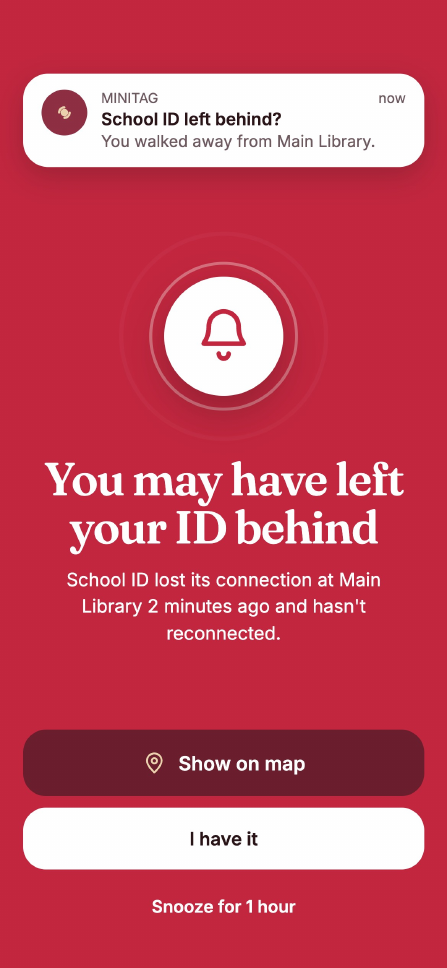 MINITAG
now
School ID left behind?
You walked away from Main Library.
You may have left
your ID behind
School ID lost its connection at Main
Library 2 minutes ago and hasn't
reconnected.
Show on map
I have it
Snooze for 1 hour